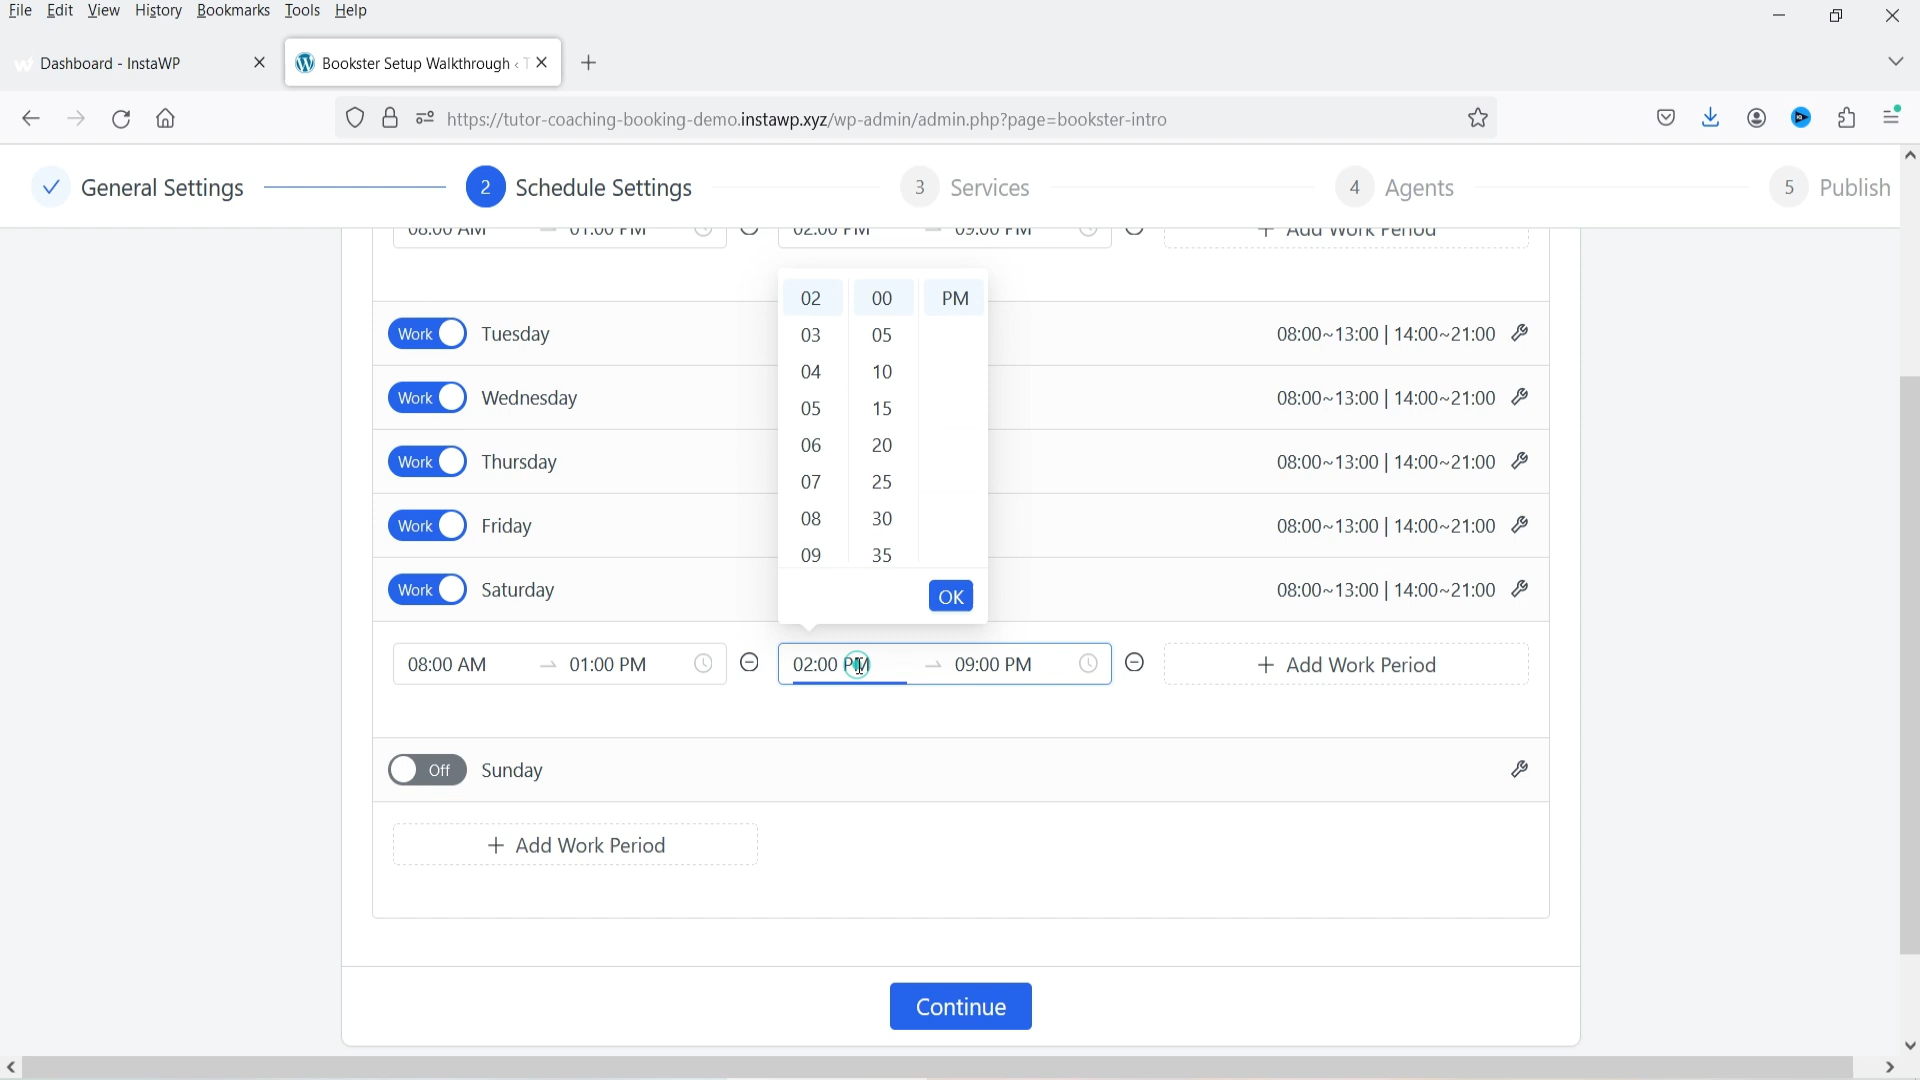 File Edit View History Bookmarks Tools Help
Dashboard - InstaWP
Bookster Setup Walkthrough ‹ T
https://tutor-coaching-booking-demo.instawp.xyz/wp-admin/admin.php?page=bookster-intro
General Settings 2 Schedule Settings 3 Services 4 Agents 5 Publish
08:00 AM → 01:00 PM 02:00 PM → 09:00 PM + Add Work Period
02 00 PM
03 05
04 10
05 15
06 20
07 25
08 30
09 35
OK
Work Tuesday 08:00~13:00 | 14:00~21:00
Work Wednesday 08:00~13:00 | 14:00~21:00
Work Thursday 08:00~13:00 | 14:00~21:00
Work Friday 08:00~13:00 | 14:00~21:00
Work Saturday 08:00~13:00 | 14:00~21:00
08:00 AM → 01:00 PM 02:00 PM → 09:00 PM + Add Work Period
Off Sunday
+ Add Work Period
Continue